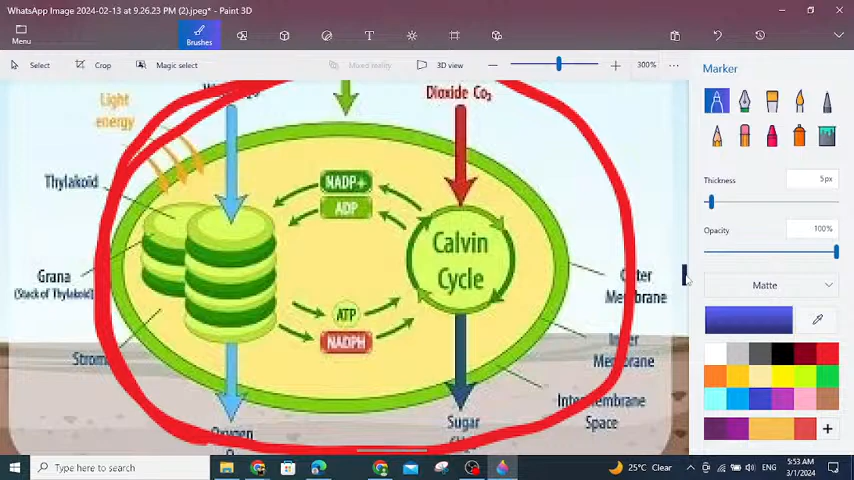 WhatsApp Image 2024-02-13 at 9.26.23 PM (2).jpeg* - Paint 3D
Menu
Brushes
Select
Crop
Magic select
Mixed reality
3D view
300%
Marker
Thickness
5px
Opacity
100%
Matte
Light
energy
Dioxide Co₂
Thylakoid
NADP+
ADP
Calvin
Cycle
Grana
(Stack of Thylakoid)
ATP
NADPH
Outer
Membrane
Inner
Membrane
Intermembrane
Space
Oxygen
Sugar
Type here to search
25°C Clear
ENG
5:53 AM
3/1/2024